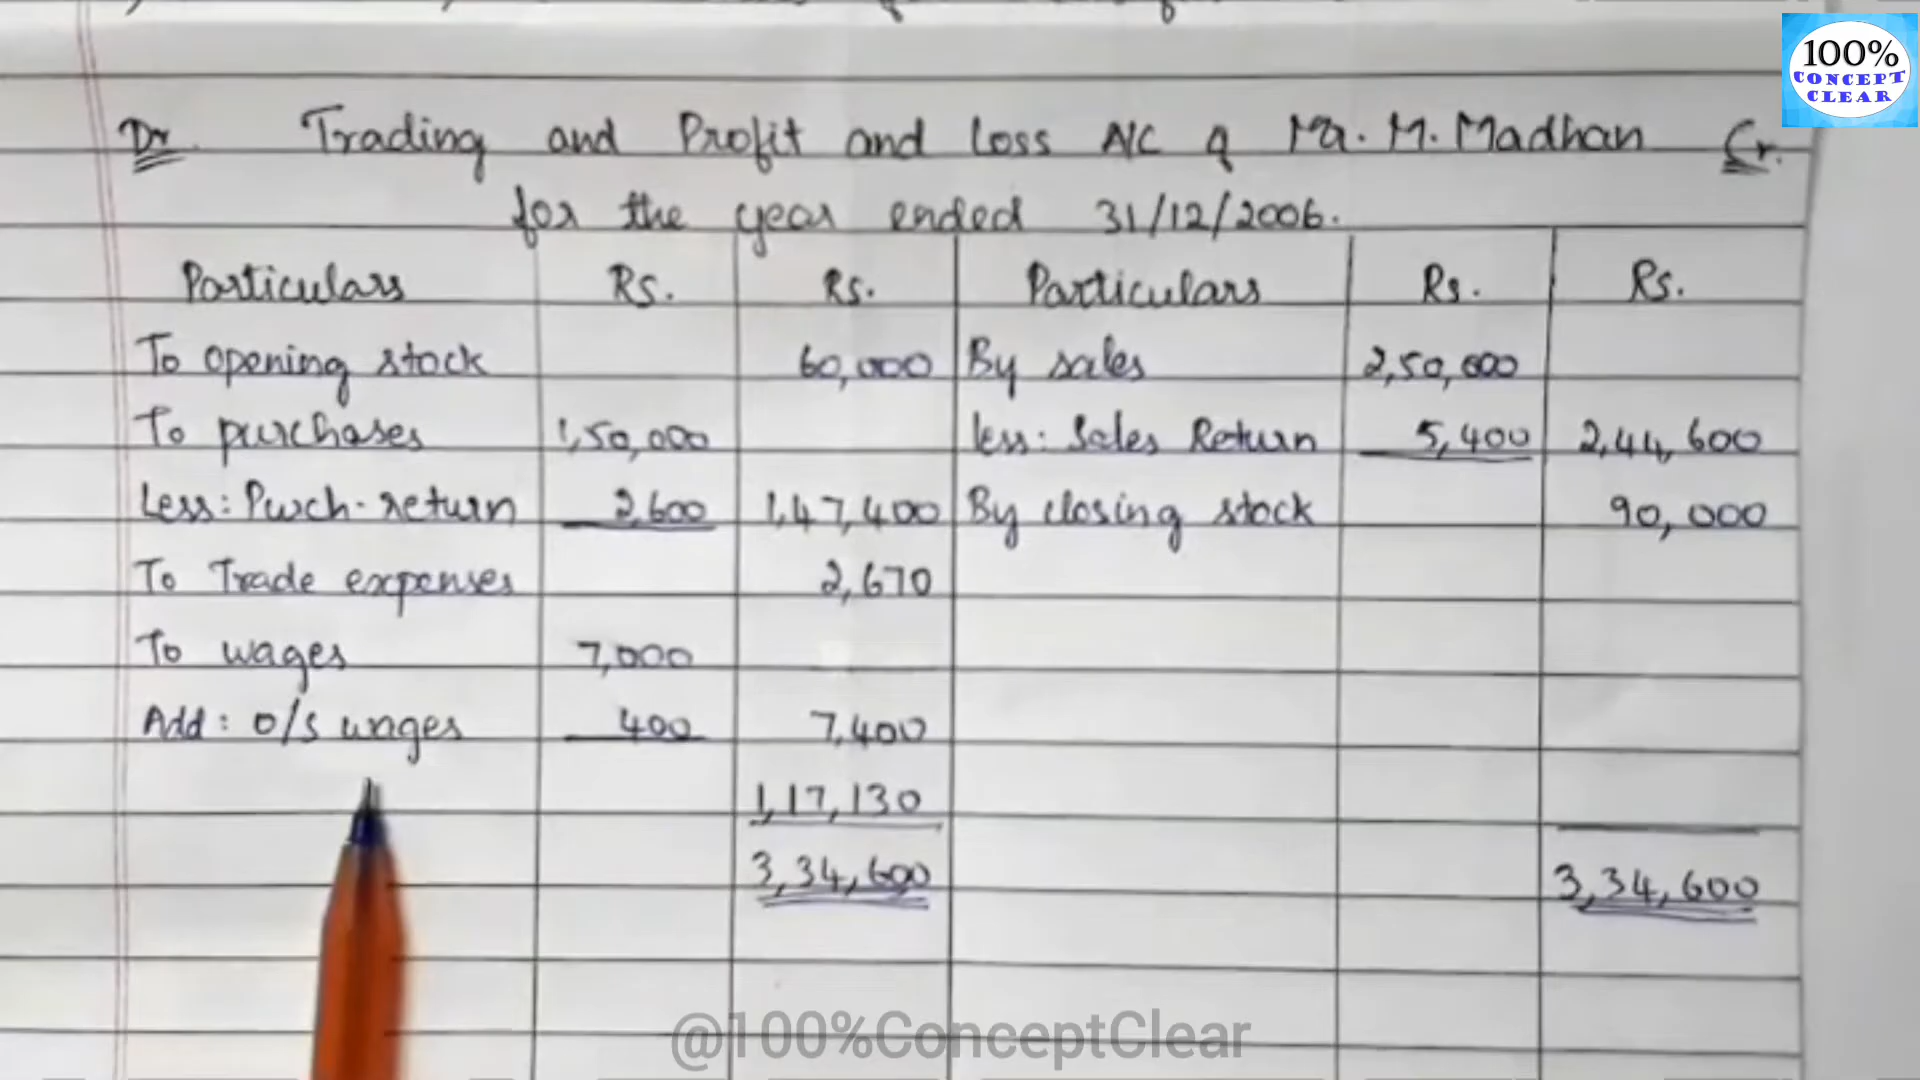 100%
CONCEPT
CLEAR
Dr. Trading and Profit and Loss A/C of Mr. M. Madhan Cr.
for the year ended 31/12/2006.
Particulars Rs. Rs. Particulars Rs. Rs.
To opening stock 60,000 By sales 2,50,000
To purchases 1,50,000 less: Sales Return 5,400 2,44,600
Less: Purch. return 2,600 1,47,400 By closing stock 90,000
To Trade expenses 2,670
To wages 7,000
Add: o/s wages 400 7,400
1,17,130
3,34,600 3,34,600
@100%ConceptClear